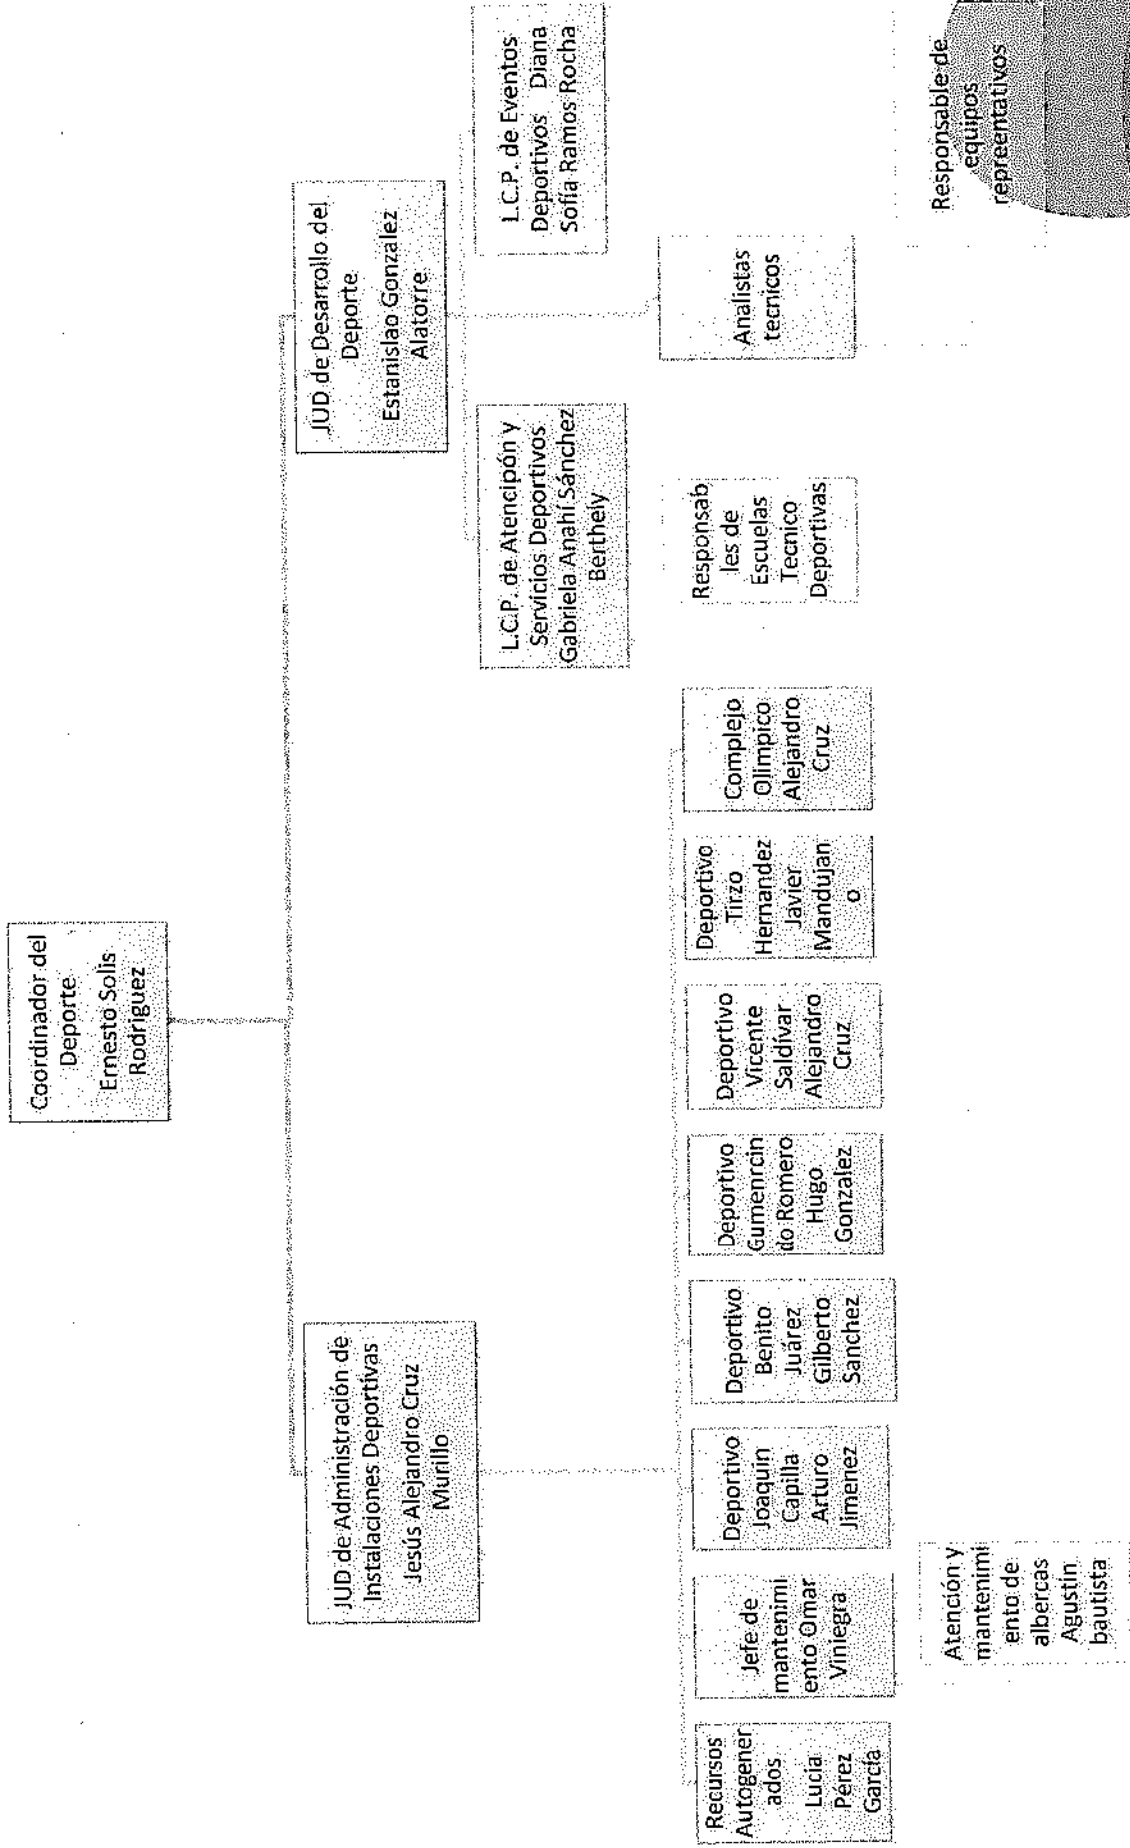 Coordinador del
Deporte
Ernesto Solis
Rodriguez
JUD de Administración de
Instalaciones Deportivas
Jesús Alejandro Cruz
Murillo
JUD de Desarrollo del
Deporte
Estanislao Gonzalez
Alatorre
L.C.P. de Atencipón y
Servicios Deportivos
Gabriela Anahí Sánchez
Berthely
L.C.P. de Eventos
Deportivos Diana
Sofía Ramos Rocha
Recursos
Autogener
ados
Lucia
Pérez
García
Jefe de
mantenimi
ento Omar
Viniegra
Deportivo
Joaquin
Capilla
Arturo
Jimenez
Deportivo
Benito
Juárez
Gilberto
Sanchez
Deportivo
Gumenrcin
do Romero
Hugo
Gonzalez
Deportivo
Vicente
Saldívar
Alejandro
Cruz
Deportivo
Tirzo
Hernandez
Javier
Mandujan
o
Complejo
Olimpico
Alejandro
Cruz
Responsab
les de
Escuelas
Tecnico
Deportivas
Analistas
tecnicos
Atención y
mantenimi
ento de
albercas
Agustin
bautista
Responsable de
equipos
repreentativos